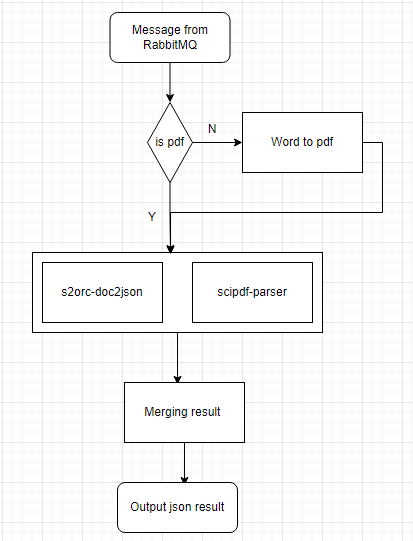 Message from
RabbitMQ
is pdf
N
Word to pdf
Y
s2orc-doc2json
scipdf-parser
Merging result
Output json result